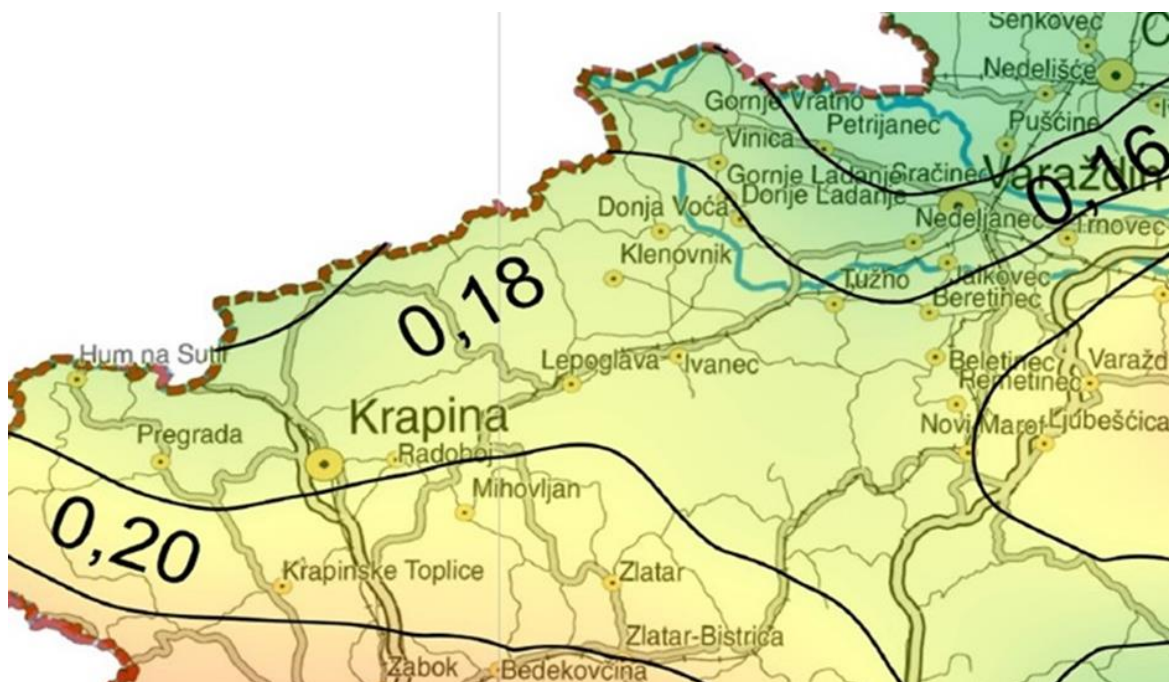 Senkovec
Č
Nedelišće
Gornje Vratno
Petrijanec
Puščine
Vinica
0,16
Gornje Ladanje
Sračinec
Varaždin
Donje Ladanje
Donja Voća
Nedeljanec
Trnovec
Klenovnik
Tužno
Jalkovec
Beretinec
0,18
Hum na Sutli
Lepoglava
Ivanec
Beletinec
Varažd
Remetinec
Krapina
Novi Marof
Ljubešćica
Pregrada
Radoboj
Mihovljan
0,20
Krapinske Toplice
Zlatar
Zlatar-Bistrica
Zabok
Bedekovčina